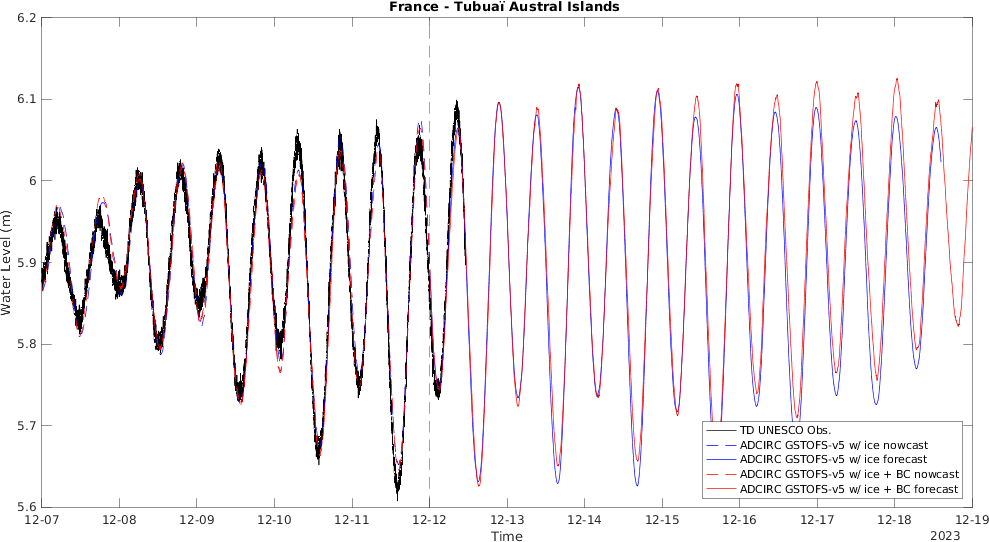 France - Tubuaï Austral Islands
6.2
6.1
6
5.9
5.8
5.7
5.6
Water Level (m)
TD UNESCO Obs.
ADCIRC GSTOFS-v5 w/ ice nowcast
ADCIRC GSTOFS-v5 w/ ice forecast
ADCIRC GSTOFS-v5 w/ ice + BC nowcast
ADCIRC GSTOFS-v5 w/ ice + BC forecast
12-07 12-08 12-09 12-10 12-11 12-12 12-13 12-14 12-15 12-16 12-17 12-18 12-19
Time
2023